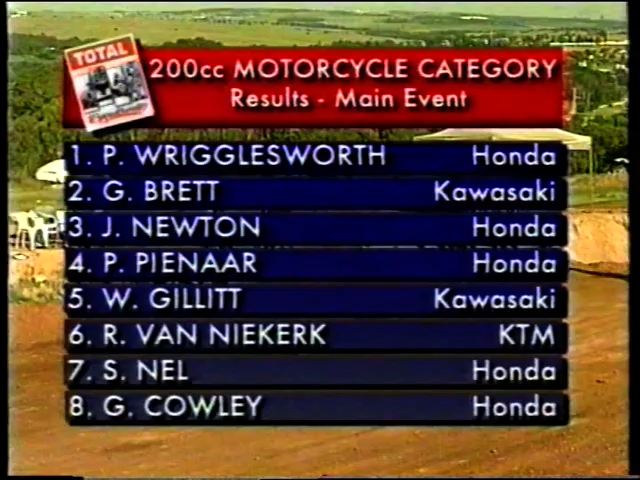 TOTAL
200cc MOTORCYCLE CATEGORY
Results - Main Event
1. P. WRIGGLESWORTH Honda
2. G. BRETT Kawasaki
3. J. NEWTON Honda
4. P. PIENAAR Honda
5. W. GILLITT Kawasaki
6. R. VAN NIEKERK KTM
7. S. NEL Honda
8. G. COWLEY Honda